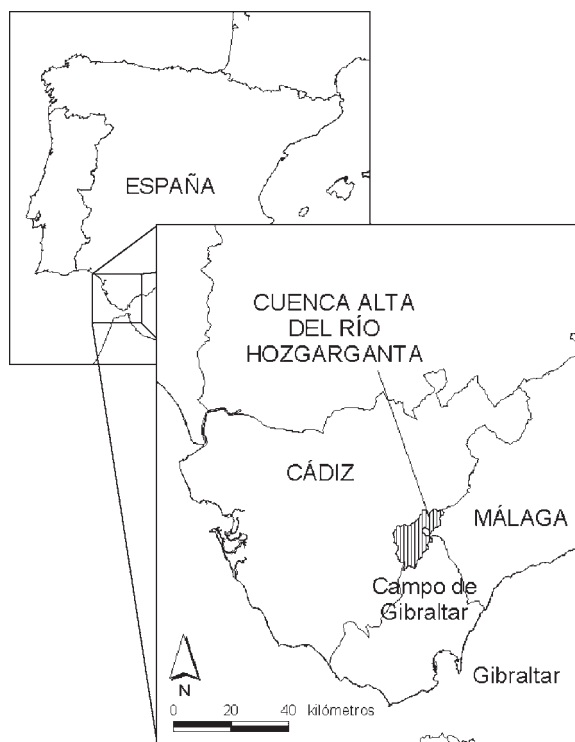 ESPAÑA
CUENCA ALTA
DEL RÍO
HOZGARGANTA
CÁDIZ
MÁLAGA
Campo de
Gibraltar
Gibraltar
N
0 20 40 kilómetros